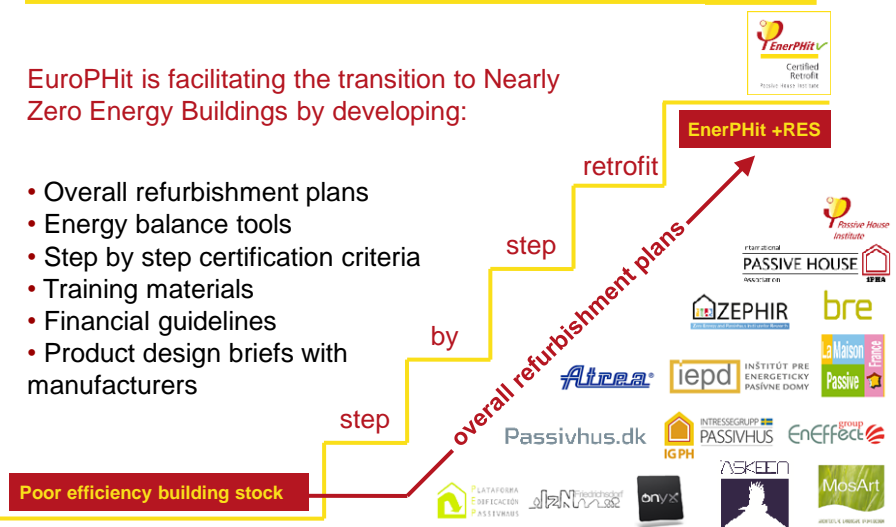 EnerPHit
Certified
Retrofit
Passive House Institute
EuroPHit is facilitating the transition to Nearly
Zero Energy Buildings by developing:
EnerPHit +RES
retrofit
• Overall refurbishment plans
• Energy balance tools
• Step by step certification criteria
• Training materials
• Financial guidelines
• Product design briefs with
manufacturers
step
by
step
overall refurbishment plans
Poor efficiency building stock
Passive House
Institute
International
PASSIVE HOUSE
Association
iPHA
ZEPHIR
bre
La Maison
Passive
France
Atrea
iepd
INŠTITÚT PRE
ENERGETICKY
PASÍVNE DOMY
Passivhus.dk
IG PH
INTRESSEGRUPP
PASSIVHUS
group
EnEffect
PLATAFORMA
EDIFICACIÓN
PASSIVHAUS
Friedrichsdorf
onyx
ASKEEN
MosArt